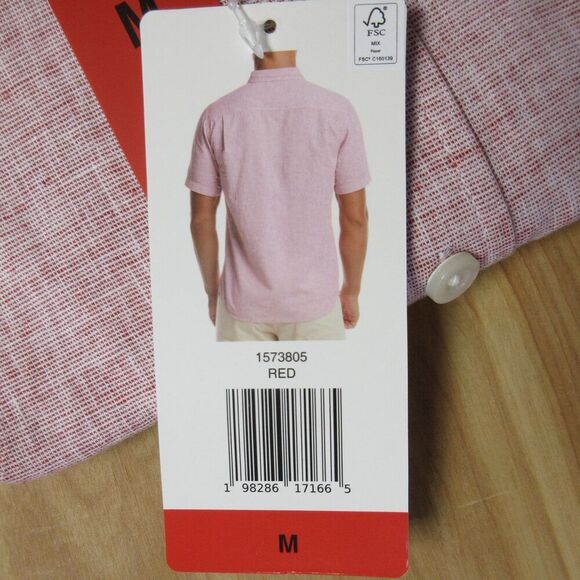 M
FSC
MIX
Paper
FSC® C160139
1573805
RED
1 98286 17166 5
M